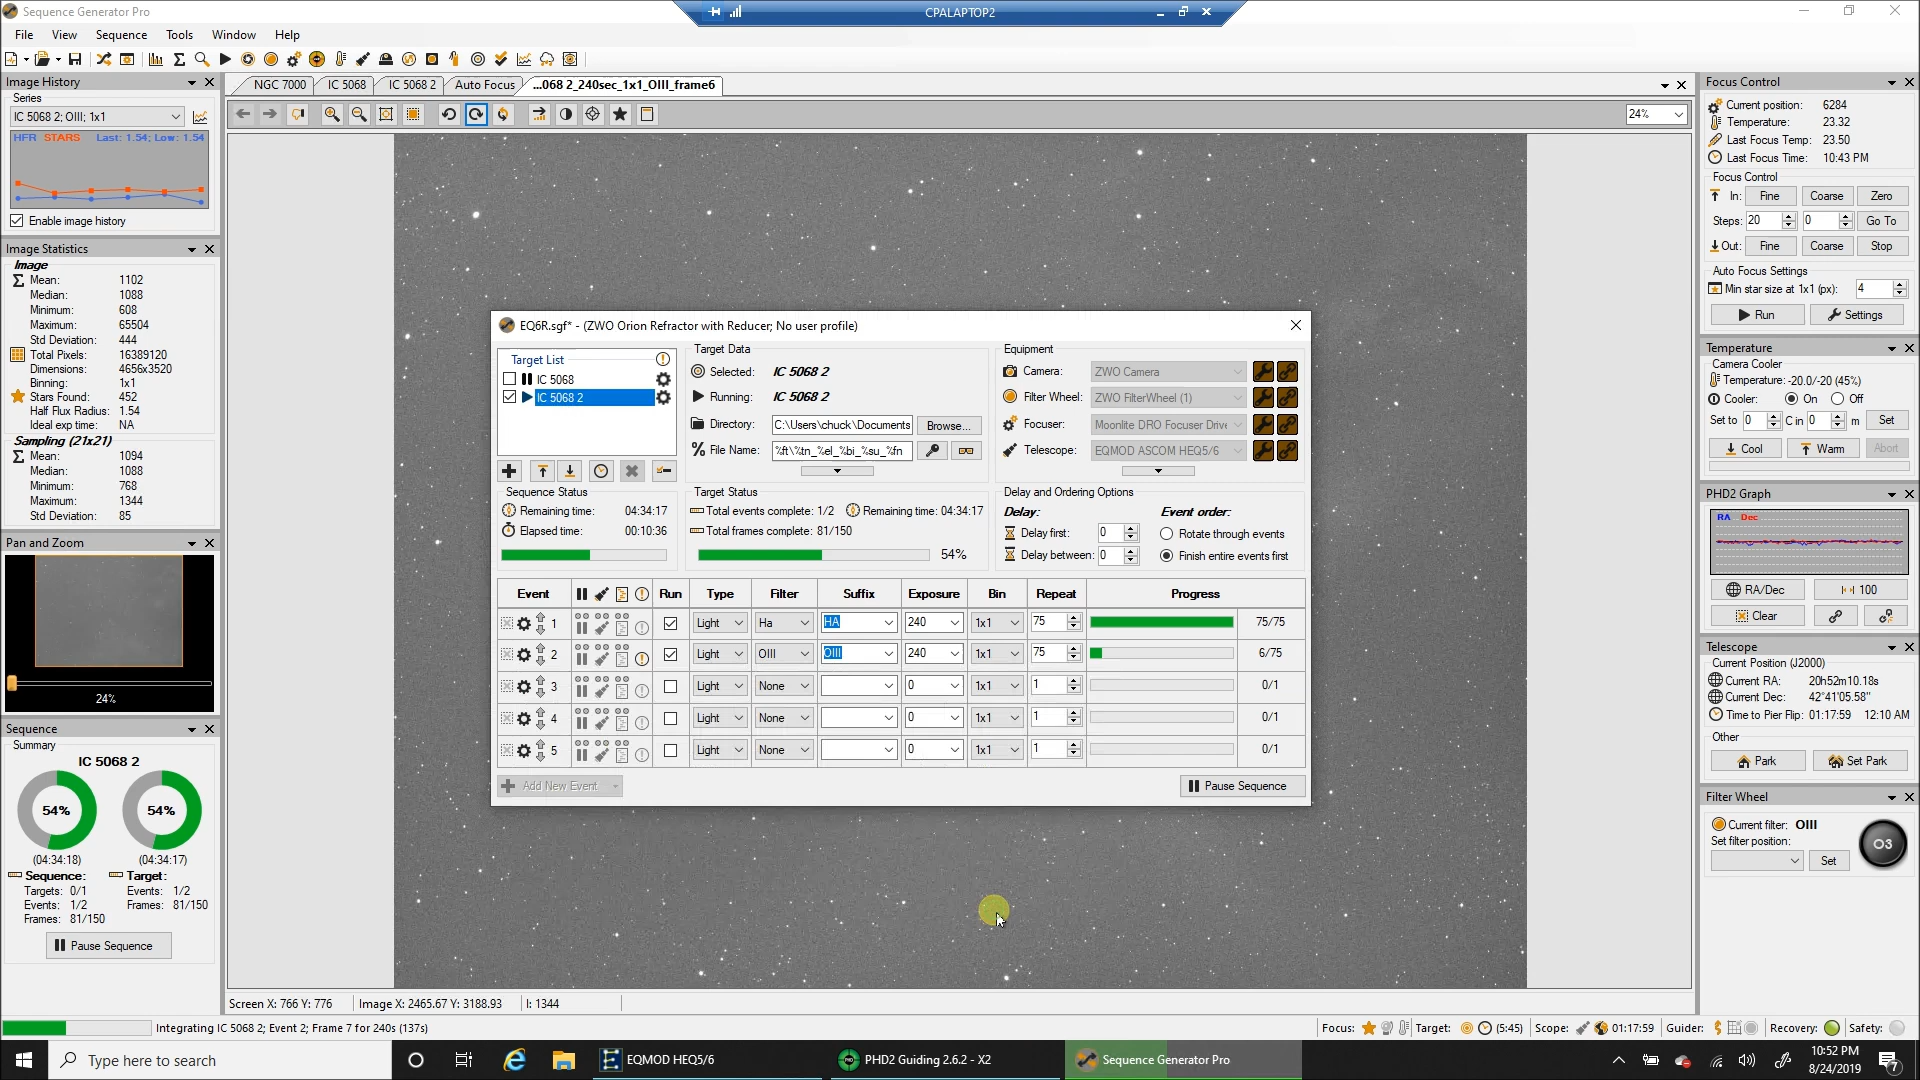 Sequence Generator Pro
CPALAPTOP2
File View Sequence Tools Window Help
Image History
Series
IC 5068 2; OIII; 1x1
HFR STARS Last: 1.54; Low: 1.54
Enable image history
Image Statistics
Image
Mean: 1102
Median: 1088
Minimum: 608
Maximum: 65504
Std Deviation: 444
Total Pixels: 16389120
Dimensions: 4656x3520
Binning: 1x1
Stars Found: 452
Half Flux Radius: 1.54
Ideal exp time: NA
Sampling (21x21)
Mean: 1094
Median: 1088
Minimum: 768
Maximum: 1344
Std Deviation: 85
Pan and Zoom
24%
Sequence
Summary
IC 5068 2
54% 54%
(04:34:18) (04:34:17)
Sequence: Target:
Targets: 0/1 Events: 1/2
Events: 1/2 Frames: 81/150
Frames: 81/150
Pause Sequence
NGC 7000 IC 5068 IC 5068 2 Auto Focus ...068 2_240sec_1x1_OIII_frame6
24%
EQ6R.sgf* - (ZWO Orion Refractor with Reducer; No user profile)
Target List
IC 5068
IC 5068 2
Target Data
Selected: IC 5068 2
Running: IC 5068 2
Directory: C:\Users\chuck\Documents Browse...
File Name: %ft\%tn_%el_%bi_%su_%fn
Equipment
Camera: ZWO Camera
Filter Wheel: ZWO FilterWheel (1)
Focuser: Moonlite DRO Focuser Drive
Telescope: EQMOD ASCOM HEQ5/6
Sequence Status
Remaining time: 04:34:17
Elapsed time: 00:10:36
Target Status
Total events complete: 1/2 Remaining time: 04:34:17
Total frames complete: 81/150
54%
Delay and Ordering Options
Delay: Event order:
Delay first: 0 Rotate through events
Delay between: 0 Finish entire events first
Event Run Type Filter Suffix Exposure Bin Repeat Progress
1 Light Ha HA 240 1x1 75 75/75
2 Light OIII OIII 240 1x1 75 6/75
3 Light None 0 1x1 1 0/1
4 Light None 0 1x1 1 0/1
5 Light None 0 1x1 1 0/1
Add New Event Pause Sequence
Screen X: 766 Y: 776 Image X: 2465.67 Y: 3188.93 I: 1344
Focus Control
Current position: 6284
Temperature: 23.32
Last Focus Temp: 23.50
Last Focus Time: 10:43 PM
Focus Control
In: Fine Coarse Zero
Steps: 20 0 Go To
Out: Fine Coarse Stop
Auto Focus Settings
Min star size at 1x1 (px): 4
Run Settings
Temperature
Camera Cooler
Temperature: -20.0/-20 (45%)
Cooler: On Off
Set to 0 C in 0 m Set
Cool Warm Abort
PHD2 Graph
RA Dec
RA/Dec 100
Clear
Telescope
Current Position (J2000)
Current RA: 20h52m10.18s
Current Dec: 42°41'05.58"
Time to Pier Flip: 01:17:59 12:10 AM
Other
Park Set Park
Filter Wheel
Current filter: OIII
Set filter position:
Set
O3
Integrating IC 5068 2; Event 2; Frame 7 for 240s (137s)
Focus: Target: (5:45) Scope: 01:17:59 Guider: Recovery: Safety:
Type here to search
EQMOD HEQ5/6
PHD2 Guiding 2.6.2 - X2
Sequence Generator Pro
10:52 PM
8/24/2019
7